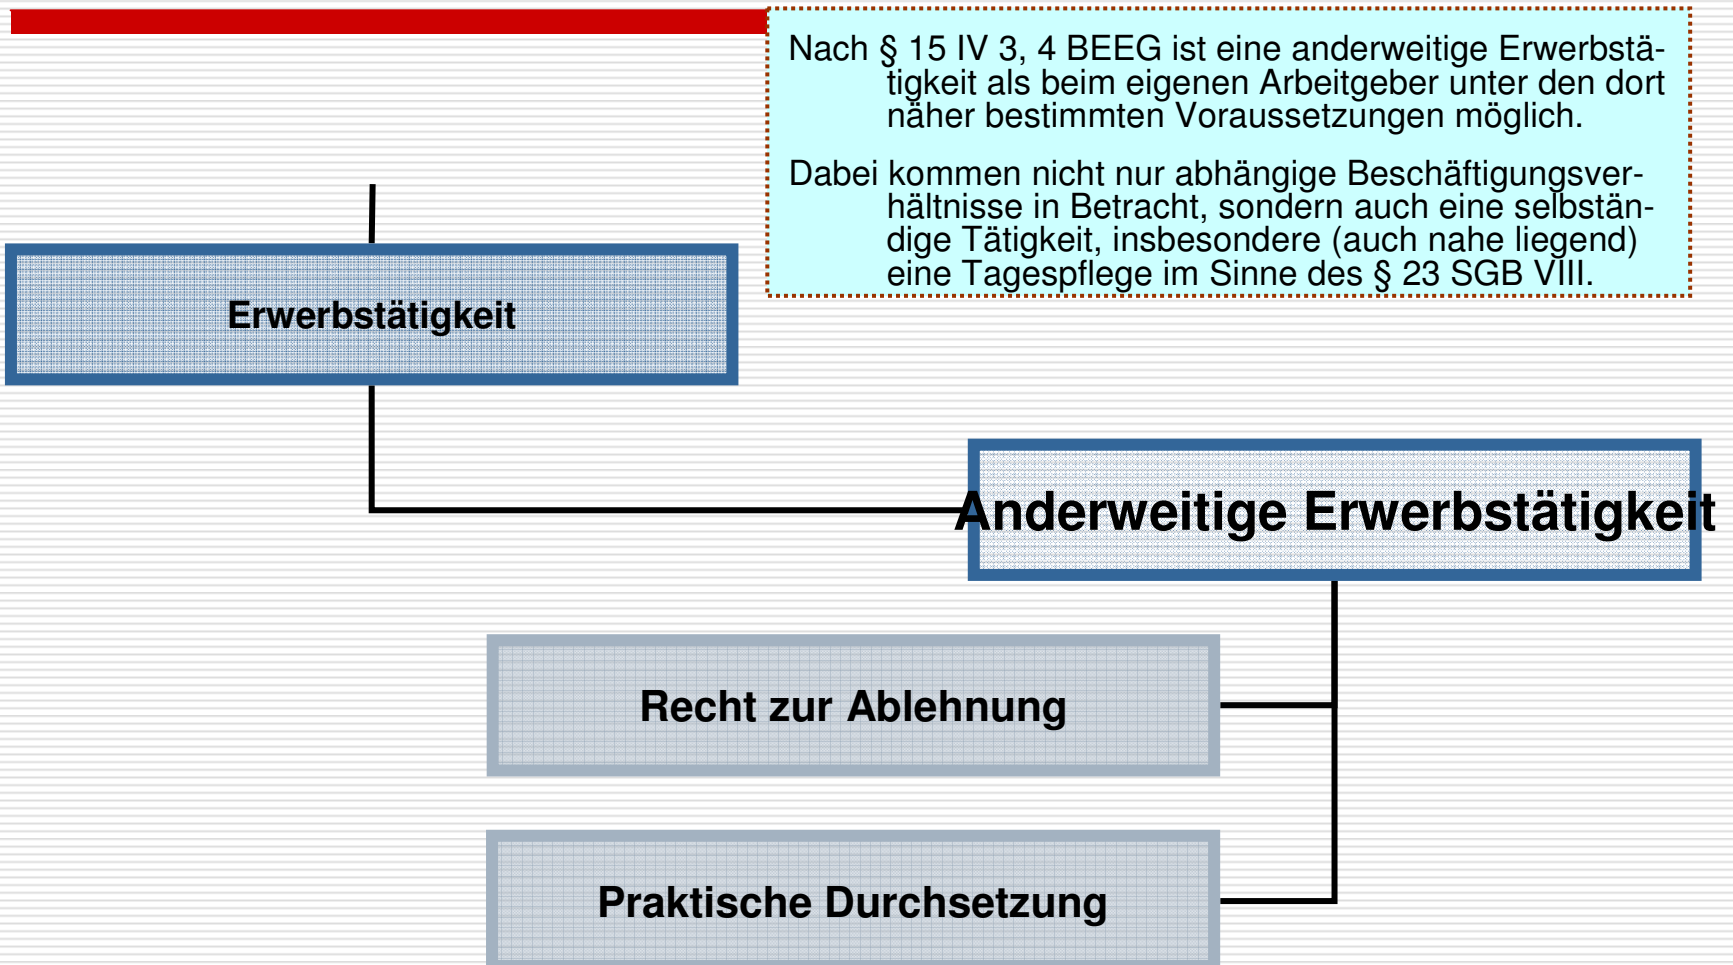 Nach § 15 IV 3, 4 BEEG ist eine anderweitige Erwerbstä-
tigkeit als beim eigenen Arbeitgeber unter den dort
näher bestimmten Voraussetzungen möglich.
Dabei kommen nicht nur abhängige Beschäftigungsver-
hältnisse in Betracht, sondern auch eine selbstän-
dige Tätigkeit, insbesondere (auch nahe liegend)
eine Tagespflege im Sinne des § 23 SGB VIII.
Erwerbstätigkeit
Anderweitige Erwerbstätigkeit
Recht zur Ablehnung
Praktische Durchsetzung